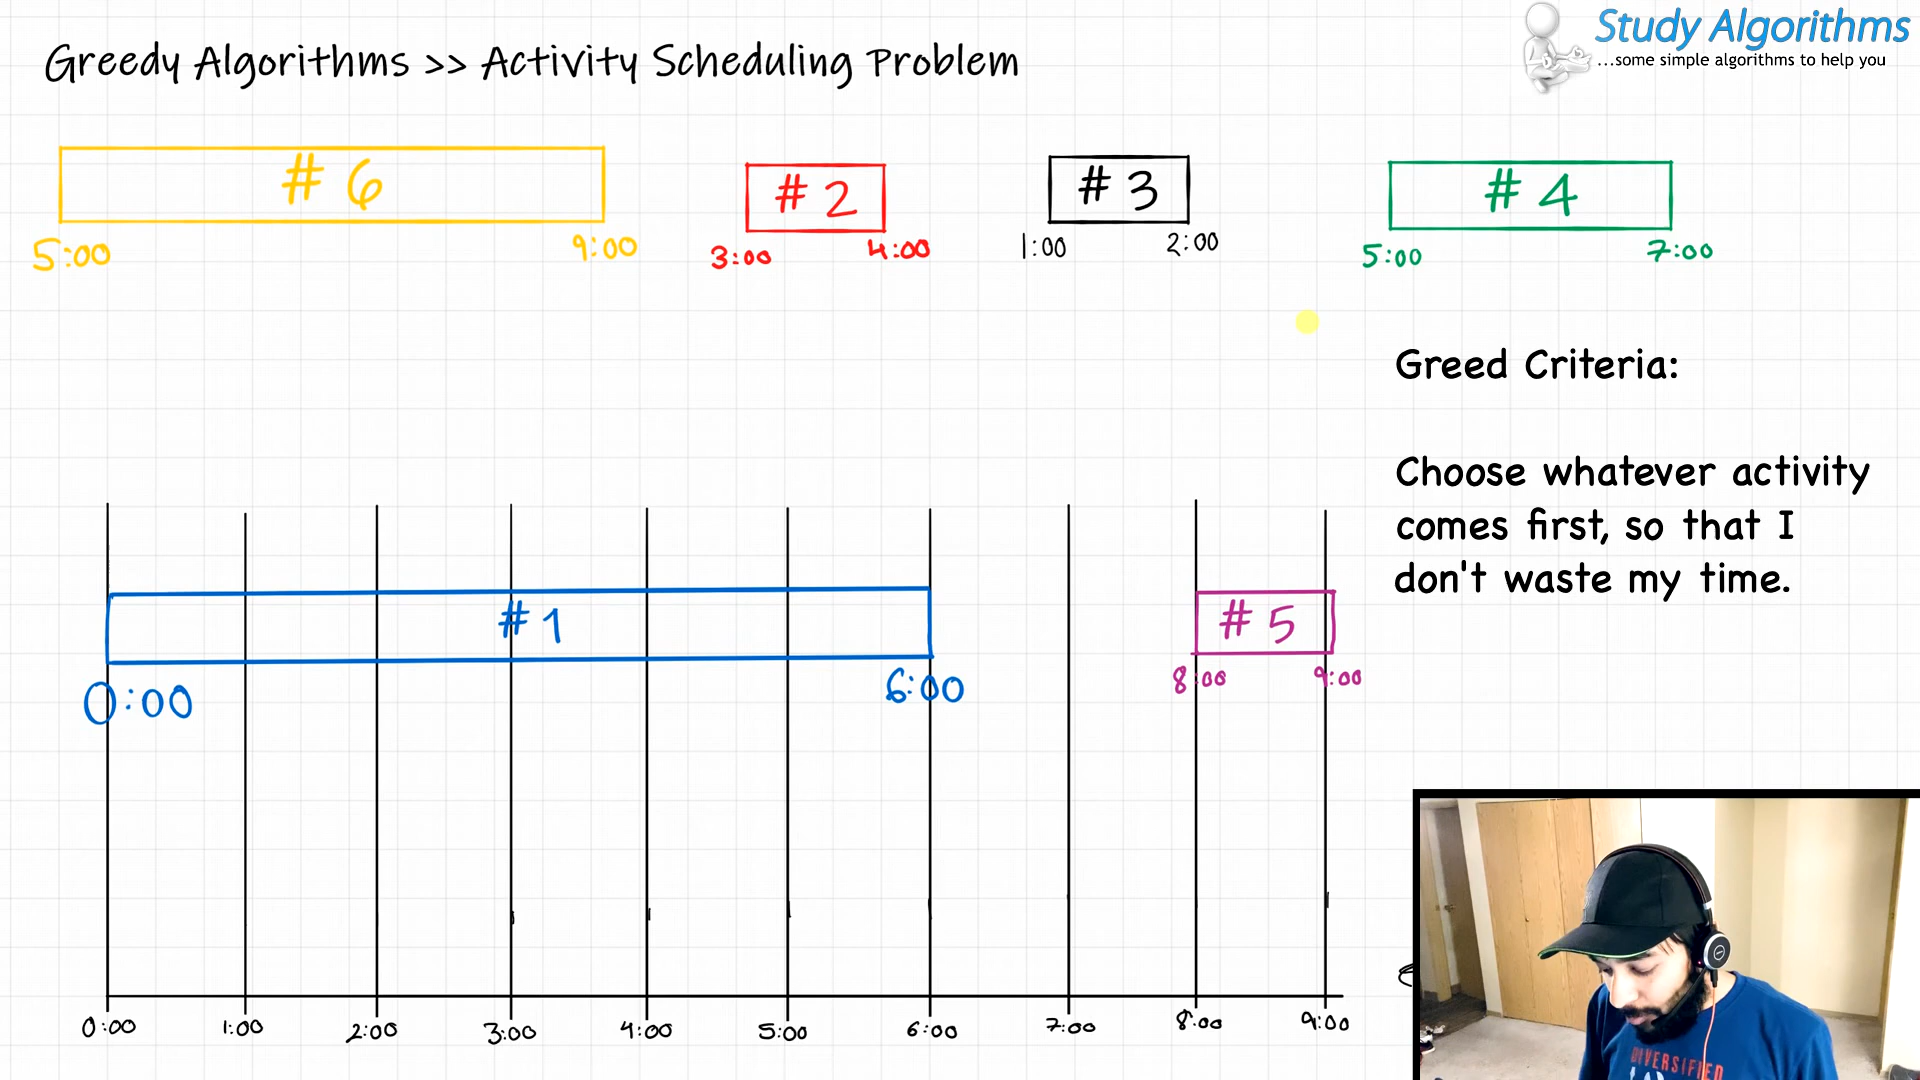 Greedy Algorithms >> Activity Scheduling Problem
Study Algorithms
...some simple algorithms to help you
# 6
5:00 9:00
# 2
3:00 4:00
# 3
1:00 2:00
# 4
5:00 7:00
Greed Criteria:
Choose whatever activity
comes first, so that I
don't waste my time.
# 1
0:00 6:00
# 5
8:00 9:00
0:00 1:00 2:00 3:00 4:00 5:00 6:00 7:00 8:00 9:00
DIVERSIFIED